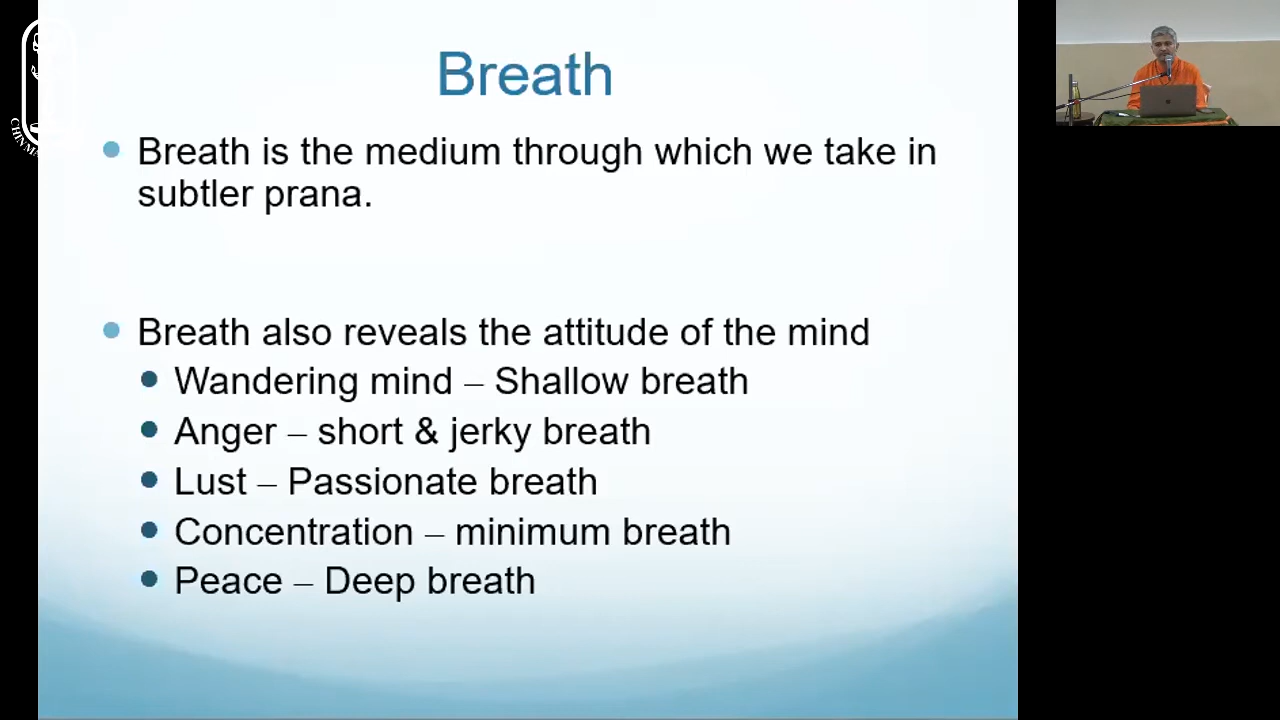 Breath
Breath is the medium through which we take in
subtler prana.
Breath also reveals the attitude of the mind
Wandering mind – Shallow breath
Anger – short & jerky breath
Lust – Passionate breath
Concentration – minimum breath
Peace – Deep breath